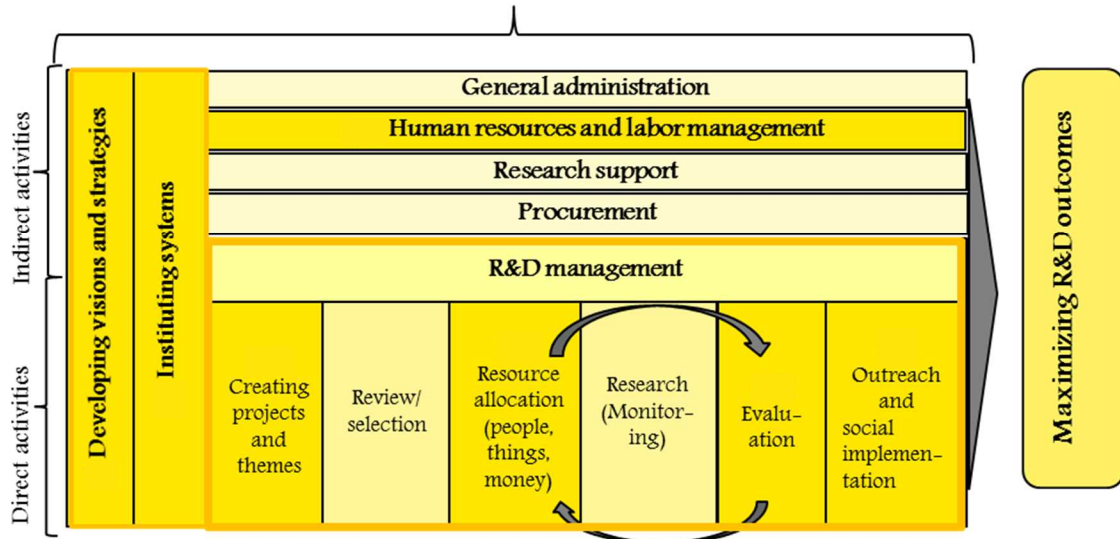 Indirect activities
Direct activities
Developing visions and strategies
Instituting systems
General administration
Human resources and labor management
Research support
Procurement
R&D management
Creating
projects
and
themes
Review/
selection
Resource
allocation
(people,
things,
money)
Research
(Monitor-
ing)
Evalu-
ation
Outreach
and
social
implemen-
tation
Maximizing R&D outcomes